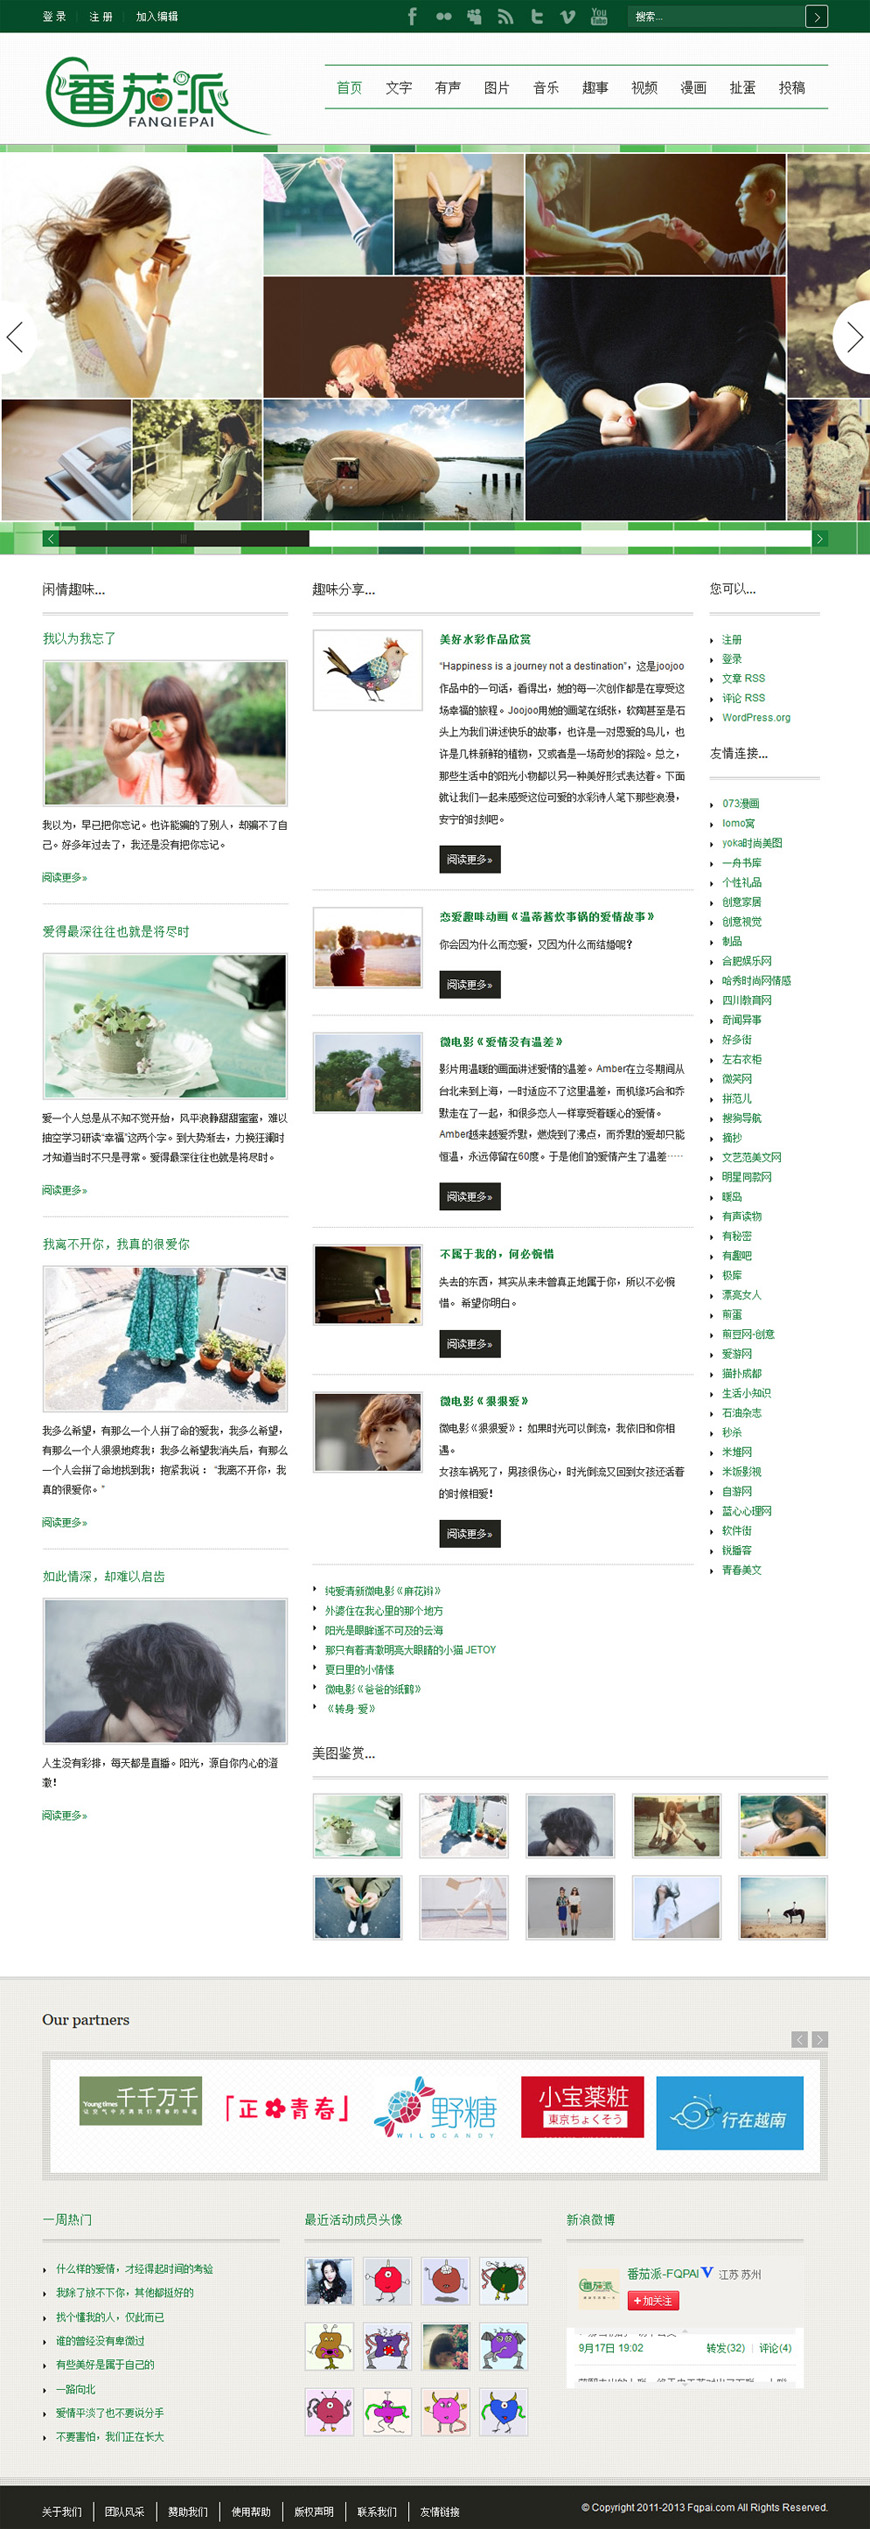 登 录
注 册
加入编辑
搜索...
番茄派
FANQIEPAI
首页 文字 有声 图片 音乐 趣事 视频 漫画 扯蛋 投稿
闲情趣味...
我以为我忘了
我以为，早已把你忘记。也许能骗的了别人，却骗不了自
己。好多年过去了，我还是没有把你忘记。
阅读更多»
爱得最深往往也就是将尽时
爱一个人总是从不知不觉开始，风平浪静甜甜蜜蜜，难以
抽空学习研读“幸福”这两个字。到大势渐去，力挽狂澜时
才知道当时不只是寻常。爱得最深往往也就是将尽时。
阅读更多»
我离不开你，我真的很爱你
我多么希望，有那么一个人拼了命的爱我，我多么希望，
有那么一个人狠狠地疼我；我多么希望我消失后，有那么
一个人会拼了命地找到我；抱紧我说：“我离不开你，我
真的很爱你。”
阅读更多»
如此情深，却难以启齿
人生没有彩排，每天都是直播。阳光，源自你内心的澄
澈！
阅读更多»
趣味分享...
美好水彩作品欣赏
“Happiness is a journey not a destination”，这是joojoo
作品中的一句话，看得出，她的每一次创作都是在享受这
场幸福的旅程。Joojoo用她的画笔在纸张，软陶甚至是石
头上为我们讲述快乐的故事，也许是一对恩爱的鸟儿，也
许是几株新鲜的植物，又或者是一场奇妙的探险。总之，
那些生活中的阳光小物都以另一种美好形式表达着。下面
就让我们一起来感受这位可爱的水彩诗人笔下那些浪漫，
安宁的时刻吧。
阅读更多»
恋爱趣味动画《温蒂酱炊事锅的爱情故事》
你会因为什么而恋爱，又因为什么而结婚呢？
阅读更多»
微电影《爱情没有温差》
影片用温暖的画面讲述爱情的温差。Amber在立冬期间从
台北来到上海，一时适应不了这里温差，而机缘巧合和乔
默走在了一起，和很多恋人一样享受着暖心的爱情。
Amber越来越爱乔默，燃烧到了沸点，而乔默的爱却只能
恒温，永远停留在60度。于是他们的爱情产生了温差……
阅读更多»
不属于我的，何必惋惜
失去的东西，其实从来未曾真正地属于你，所以不必惋
惜。 希望你明白。
阅读更多»
微电影《狠狠爱》
微电影《狠狠爱》：如果时光可以倒流，我依旧和你相
遇。
女孩车祸死了，男孩很伤心，时光倒流又回到女孩还活着
的时候相爱！
阅读更多»
纯爱清新微电影《麻花辫》
外婆住在我心里的那个地方
阳光是眼眸遥不可及的云海
那只有着清澈明亮大眼睛的小猫 JETOY
夏日里的小情愫
微电影《爸爸的纸鹤》
《转身·爱》
美图鉴赏...
您可以...
注册
登录
文章 RSS
评论 RSS
WordPress.org
友情连接...
073漫画
lomo窝
yoka时尚美图
一舟书库
个性礼品
创意家居
创意视觉
制品
合肥娱乐网
哈秀时尚网情感
四川教育网
奇闻异事
好多街
左右衣柜
微笑网
拼范儿
搜狗导航
摘抄
文艺范美文网
明星同款网
暖岛
有声读物
有秘密
有趣吧
极库
漂亮女人
煎蛋
煎豆网-创意
爱游网
猫扑成都
生活小知识
石油杂志
秒杀
米堆网
米饭影视
自游网
蓝心心理网
软件街
锐播客
青春美文
Our partners
Young times 千千万千
「正青春」
野糖
WILDCANDY
小宝薬粧
東京ちょくそう
行在越南
一周热门
什么样的爱情，才经得起时间的考验
我除了放不下你，其他都挺好的
找个懂我的人，仅此而已
谁的曾经没有卑微过
有些美好是属于自己的
一路向北
爱情平淡了也不要说分手
不要害怕，我们正在长大
最近活动成员头像
新浪微博
番茄派-FQPAI
江苏 苏州
+加关注
9月17日 19:02
转发(32)
评论(4)
关于我们 团队风采 赞助我们 使用帮助 版权声明 联系我们 友情链接
© Copyright 2011-2013 Fqpai.com All Rights Reserved.